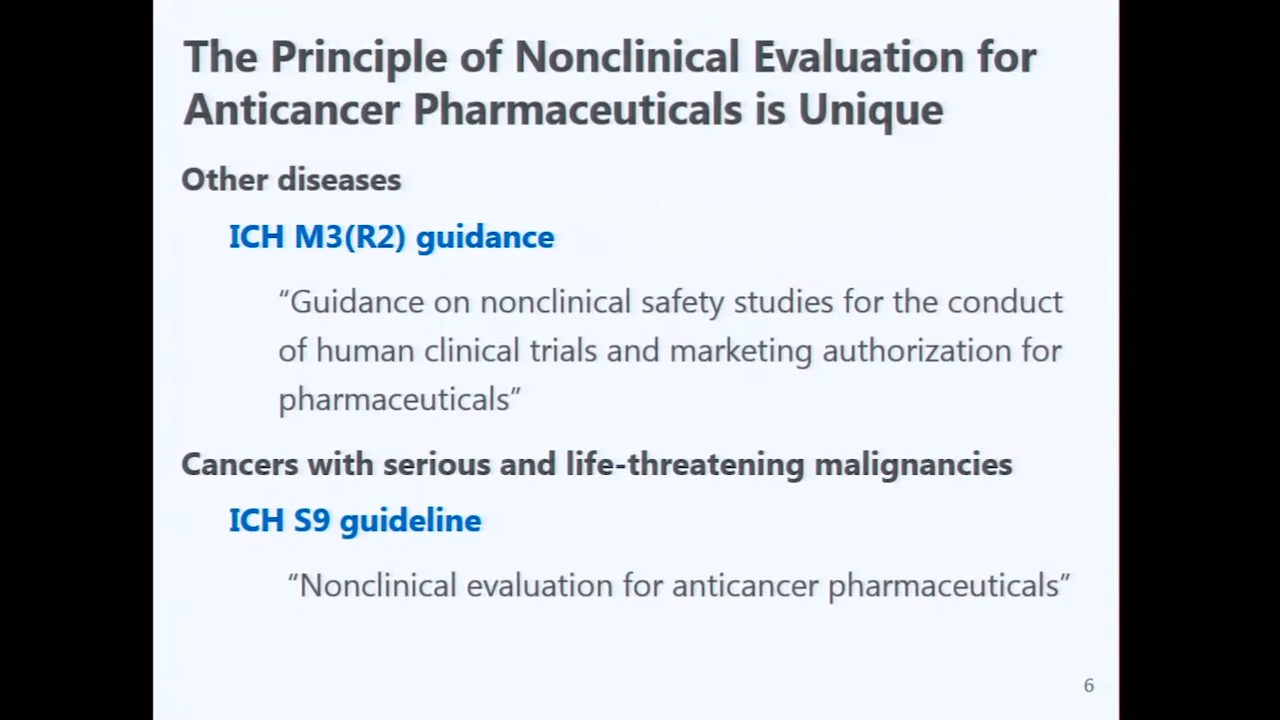 The Principle of Nonclinical Evaluation for
Anticancer Pharmaceuticals is Unique
Other diseases
ICH M3(R2) guidance
“Guidance on nonclinical safety studies for the conduct
of human clinical trials and marketing authorization for
pharmaceuticals”
Cancers with serious and life-threatening malignancies
ICH S9 guideline
“Nonclinical evaluation for anticancer pharmaceuticals”
6